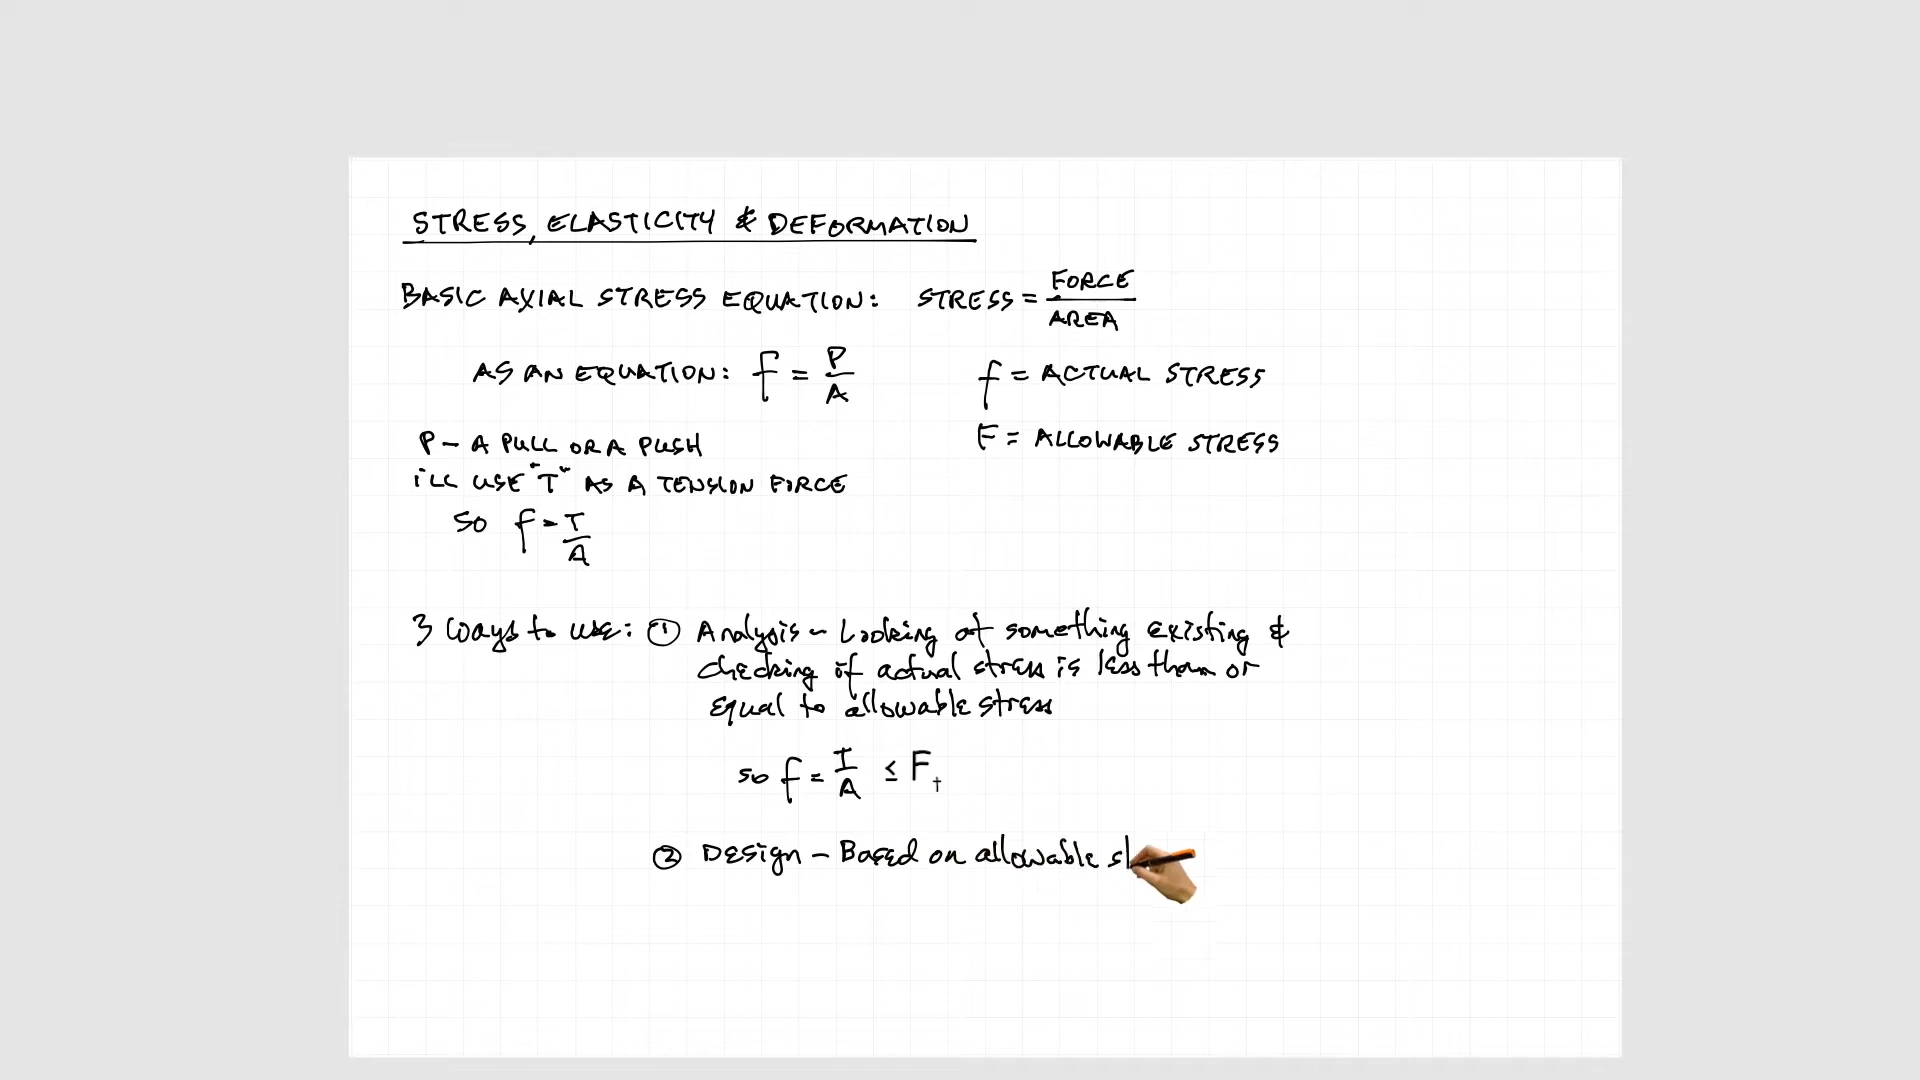 STRESS, ELASTICITY & DEFORMATION
BASIC AXIAL STRESS EQUATION: STRESS = FORCE / AREA
AS AN EQUATION: f = P / A
f = ACTUAL STRESS
P - A PULL OR A PUSH
F = ALLOWABLE STRESS
i'LL USE "T" AS A TENSION FORCE
SO f = T / A
3 Ways to use: ① Analysis - Looking at something existing &
checking if actual stress is less than or
equal to allowable stress
so f = T / A ≤ Ft
② Design - Based on allowable